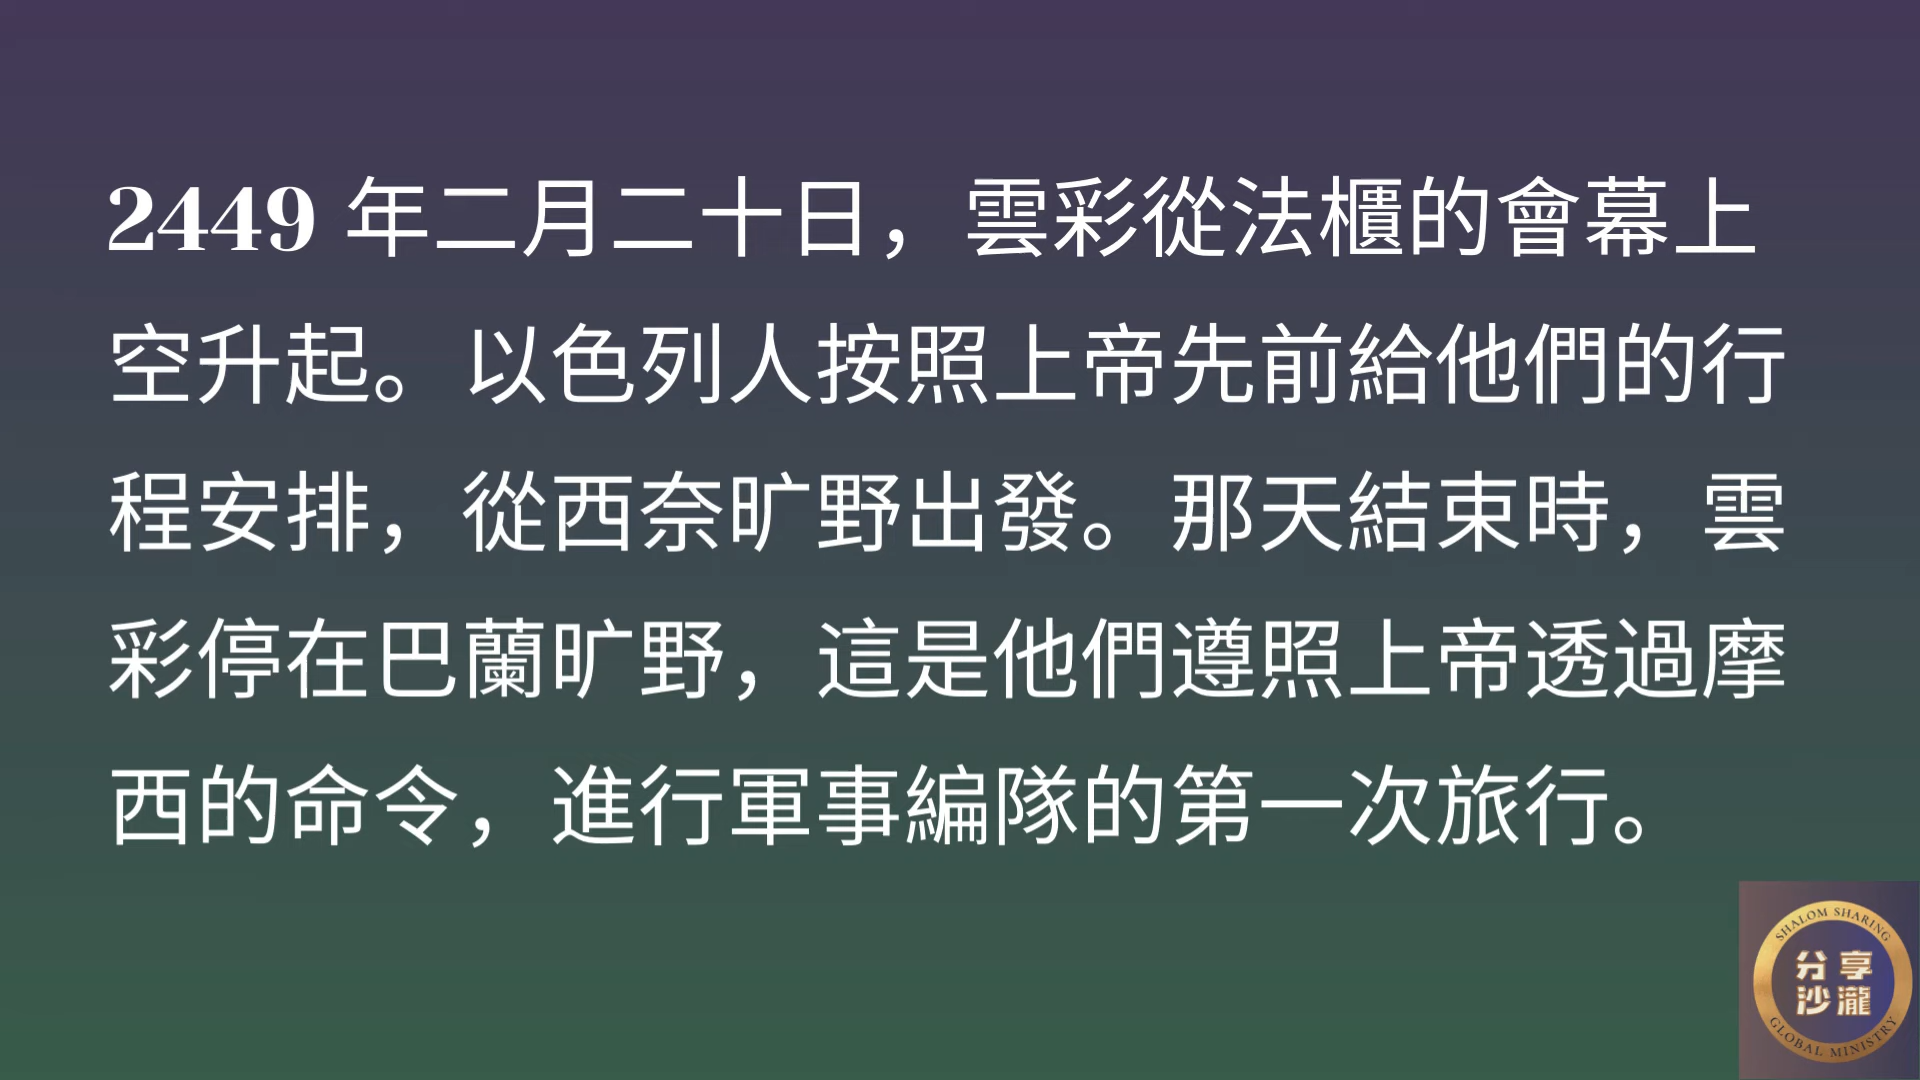 2449 年二月二十日，雲彩從法櫃的會幕上
空升起。以色列人按照上帝先前給他們的行
程安排，從西奈旷野出發。那天結束時，雲
彩停在巴蘭旷野，這是他們遵照上帝透過摩
西的命令，進行軍事編隊的第一次旅行。
SHALOM SHARING
分享
沙瀧
GLOBAL MINISTRY